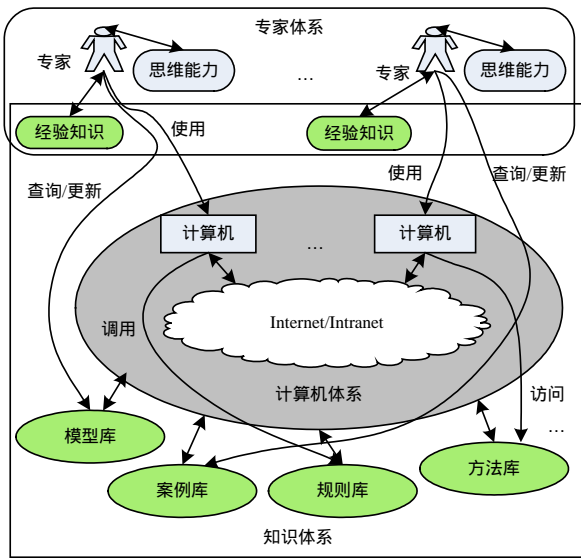 专家体系
专家
思维能力
…
专家
思维能力
经验知识
使用
经验知识
查询/更新
使用
查询/更新
计算机
…
计算机
Internet/Intranet
调用
计算机体系
访问
…
模型库
案例库
规则库
方法库
知识体系